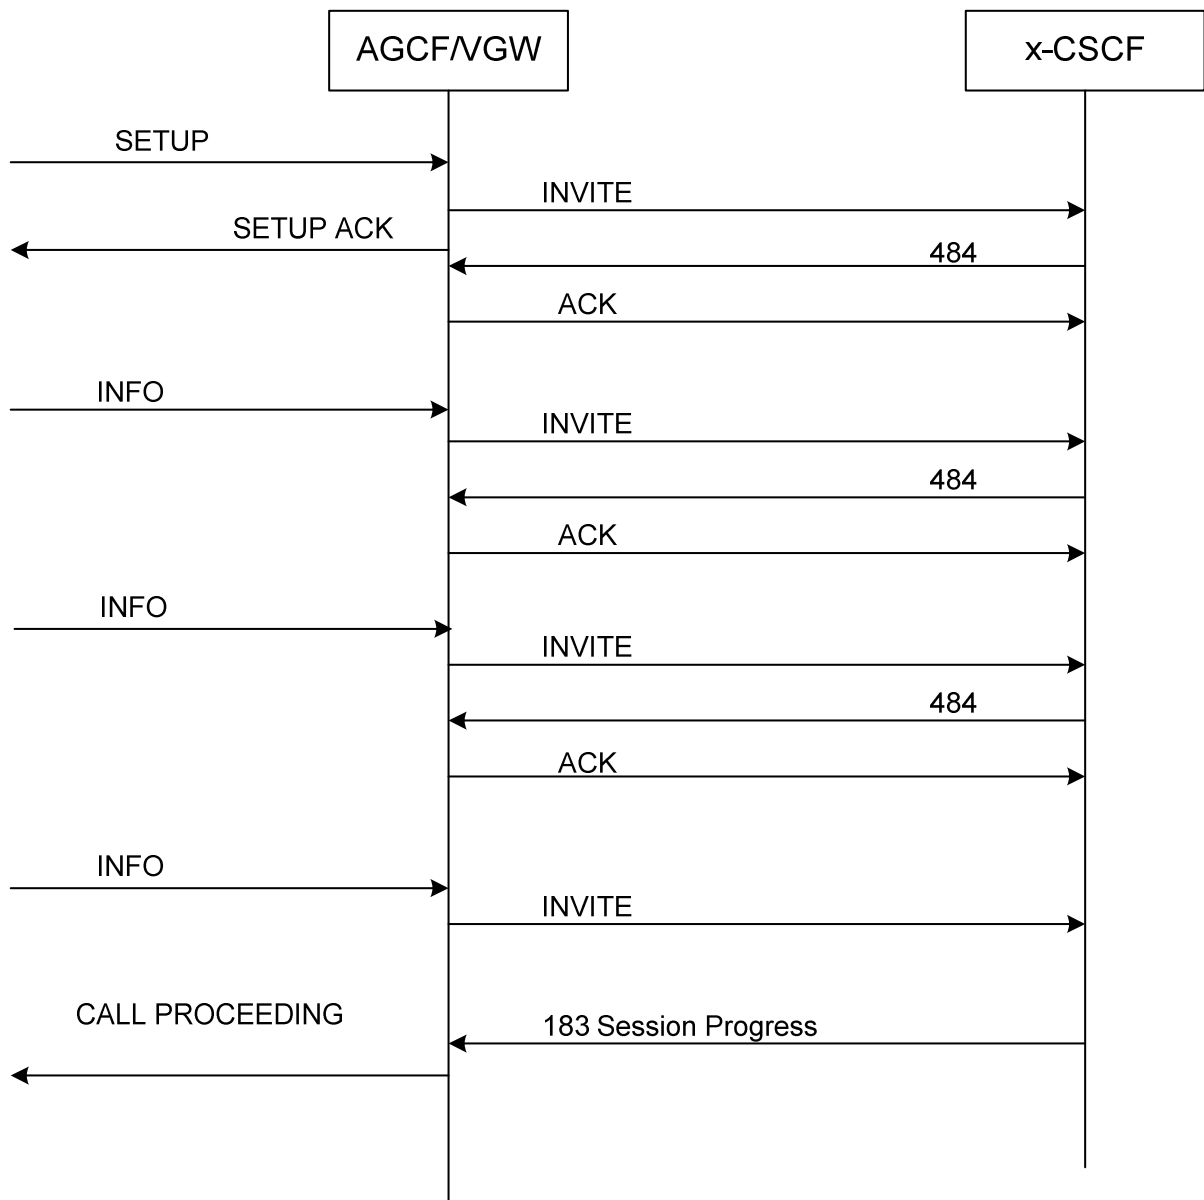 AGCF/VGW
x-CSCF
SETUP
INVITE
SETUP ACK
484
ACK
INFO
INVITE
484
ACK
INFO
INVITE
484
ACK
INFO
INVITE
CALL PROCEEDING
183 Session Progress